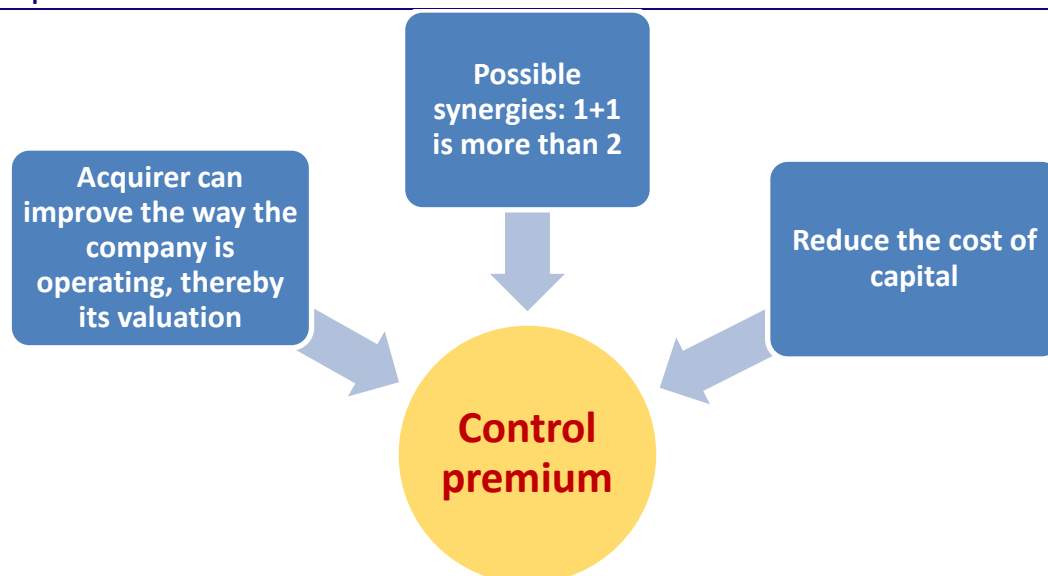 Possible
synergies: 1+1
is more than 2
Acquirer can
improve the way the
company is
operating, thereby
its valuation
Reduce the cost of
capital
Control
premium